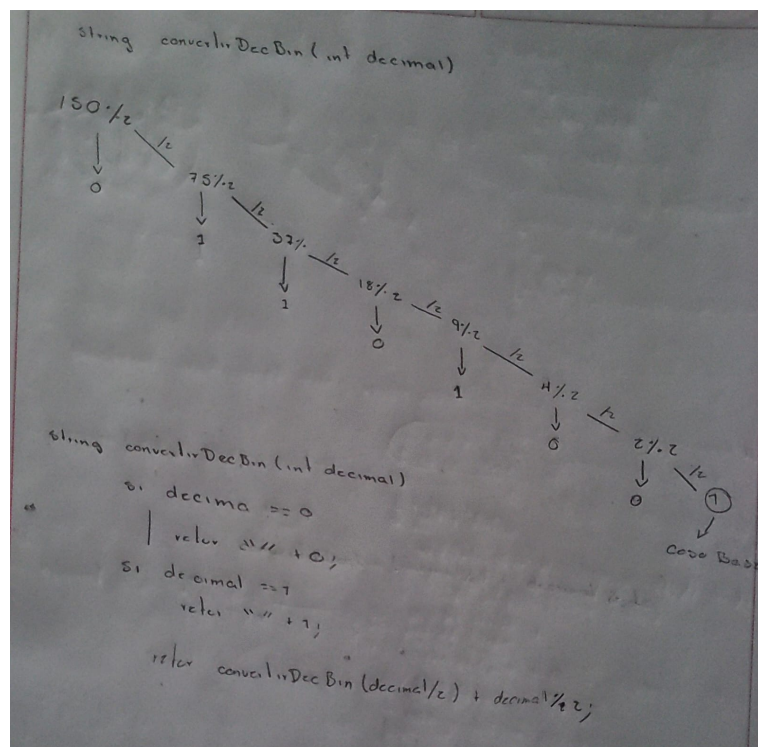 string convertirDecBin(int decimal)
150%2
/2
0
75%2
/2
1
37%
/2
1
18%2
/2
0
9%2
/2
1
4%2
/2
0
2%2
/2
0
1
Caso Base
string convertirDecBin(int decimal)
si decima == 0
retor "" + 0;
si decimal == 1
retor "" + 1;
retor convertirDecBin(decimal/2) + decimal%2;